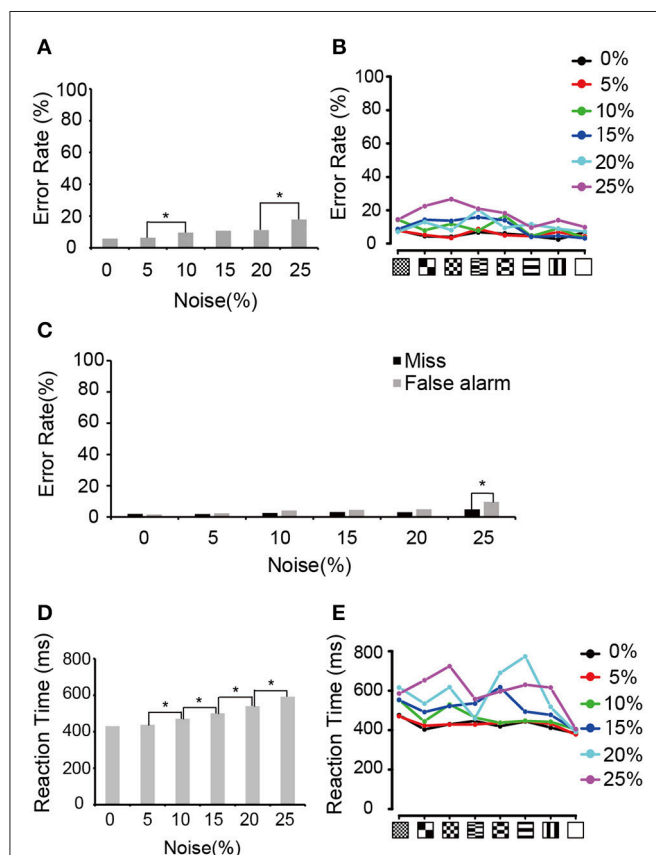 A
Error Rate (%)
100
80
60
40
20
0
*
*
0 5 10 15 20 25
Noise(%)
B
Error Rate (%)
100
80
60
40
20
0
0%
5%
10%
15%
20%
25%
C
Error Rate(%)
100
80
60
40
20
0
Miss
False alarm
*
0 5 10 15 20 25
Noise(%)
D
Reaction Time (ms)
800
600
400
200
0
*
*
*
*
0 5 10 15 20 25
Noise(%)
E
Reaction Time (ms)
800
600
400
200
0
0%
5%
10%
15%
20%
25%